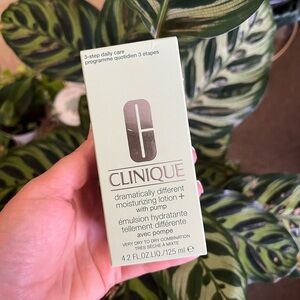 3-step daily care
programme quotidien 3 étapes
CLINIQUE
dramatically different
moisturizing lotion +
with pump
émulsion hydratante
tellement différente
avec pompe
VERY DRY TO DRY COMBINATION
TRÈS SÈCHE À MIXTE
4.2 FL.OZ.LIQ./125 ml e